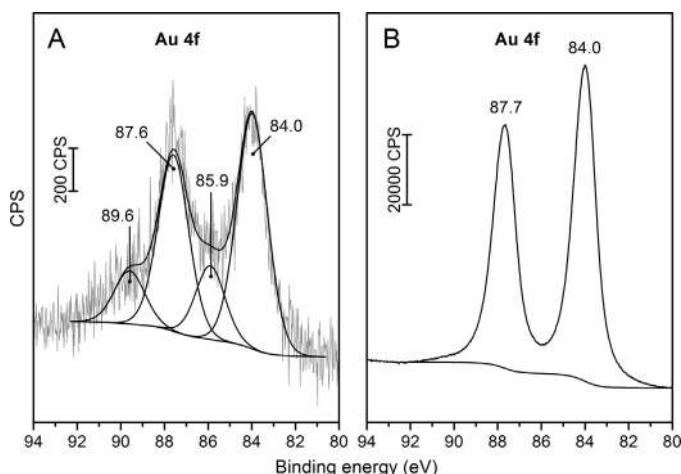 A
Au 4f
84.0
87.6
85.9
89.6
200 CPS
CPS
94 92 90 88 86 84 82 80
B
Au 4f
84.0
87.7
20000 CPS
94 92 90 88 86 84 82 80
Binding energy (eV)